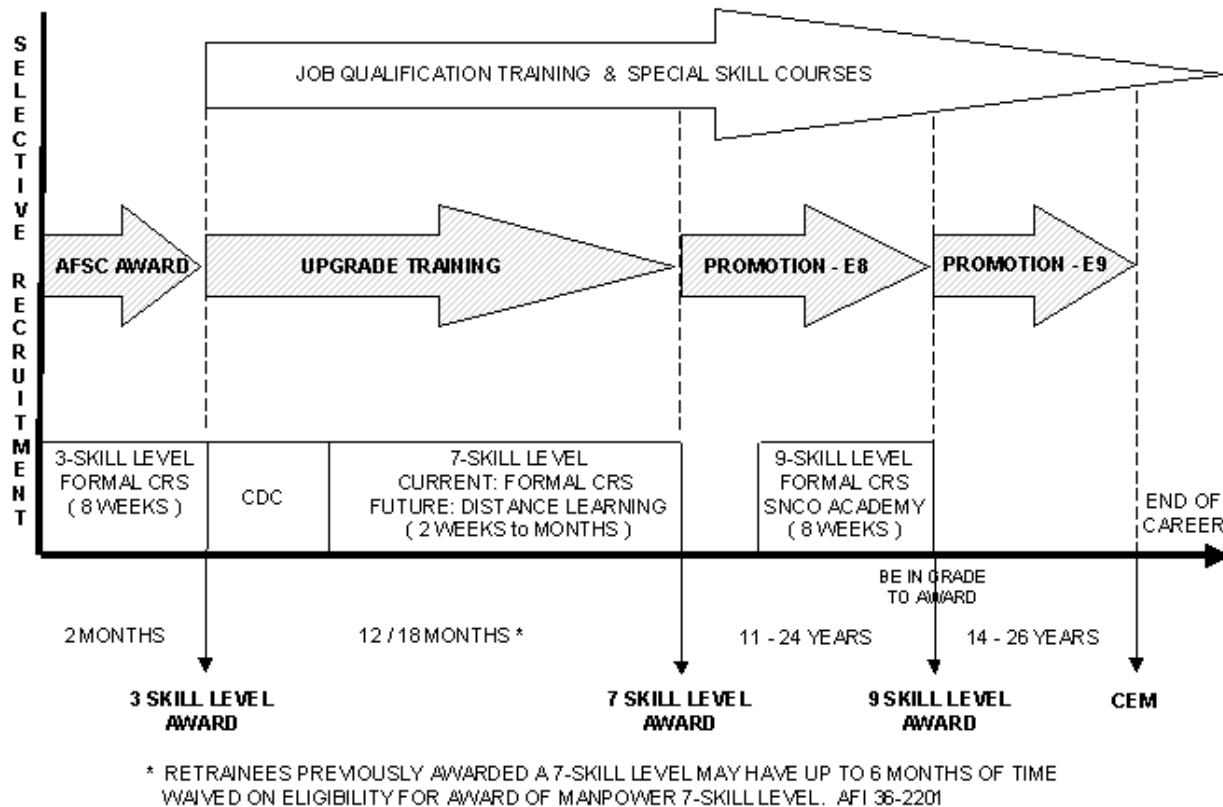 SELECTIVE RECRUITMENT
JOB QUALIFICATION TRAINING & SPECIAL SKILL COURSES
AFSC AWARD
UPGRADE TRAINING
PROMOTION - E8
PROMOTION - E9
3-SKILL LEVEL
FORMAL CRS
( 8 WEEKS )
CDC
7-SKILL LEVEL
CURRENT: FORMAL CRS
FUTURE: DISTANCE LEARNING
( 2 WEEKS to MONTHS )
9-SKILL LEVEL
FORMAL CRS
SNCO ACADEMY
( 8 WEEKS )
END OF
CAREER
BE IN GRADE
TO AWARD
2 MONTHS
12 / 18 MONTHS *
11 - 24 YEARS
14 - 26 YEARS
3 SKILL LEVEL
AWARD
7 SKILL LEVEL
AWARD
9 SKILL LEVEL
AWARD
CEM
* RETRAINEES PREVIOUSLY AWARDED A 7-SKILL LEVEL MAY HAVE UP TO 6 MONTHS OF TIME
WAIVED ON ELIGIBILITY FOR AWARD OF MANPOWER 7-SKILL LEVEL. AFI 36-2201